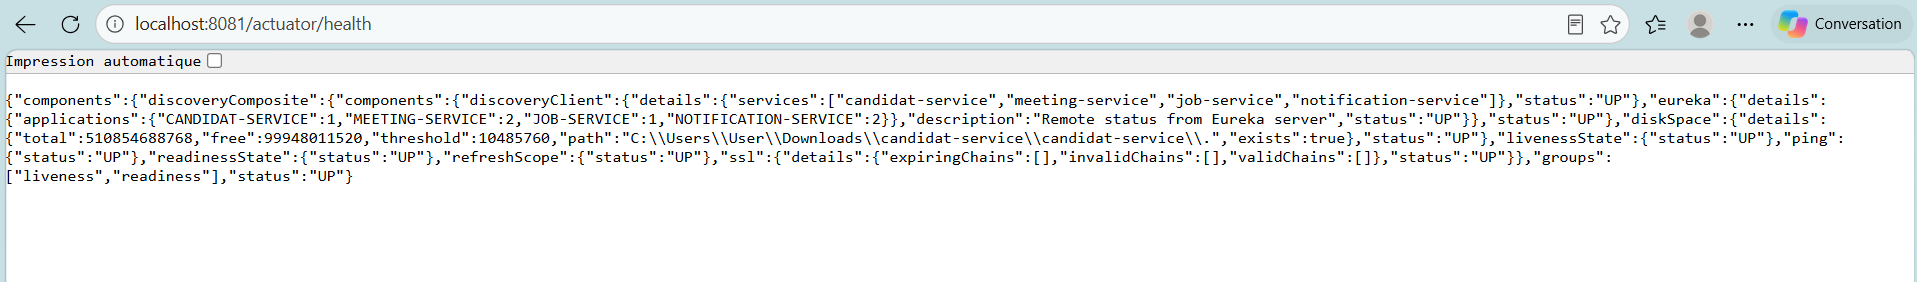 localhost:8081/actuator/health
Conversation
Impression automatique
{"components":{"discoveryComposite":{"components":{"discoveryClient":{"details":{"services":["candidat-service","meeting-service","job-service","notification-service"]},"status":"UP"},"eureka":{"details":
{"applications":{"CANDIDAT-SERVICE":1,"MEETING-SERVICE":2,"JOB-SERVICE":1,"NOTIFICATION-SERVICE":2}},"description":"Remote status from Eureka server","status":"UP"}},"status":"UP"},"diskSpace":{"details":
{"total":510854688768,"free":99948011520,"threshold":10485760,"path":"C:\\Users\\User\\Downloads\\candidat-service\\candidat-service\\.","exists":true},"status":"UP"},"livenessState":{"status":"UP"},"ping":
{"status":"UP"},"readinessState":{"status":"UP"},"refreshScope":{"status":"UP"},"ssl":{"details":{"expiringChains":[],"invalidChains":[],"validChains":[]},"status":"UP"}},"groups":
["liveness","readiness"],"status":"UP"}